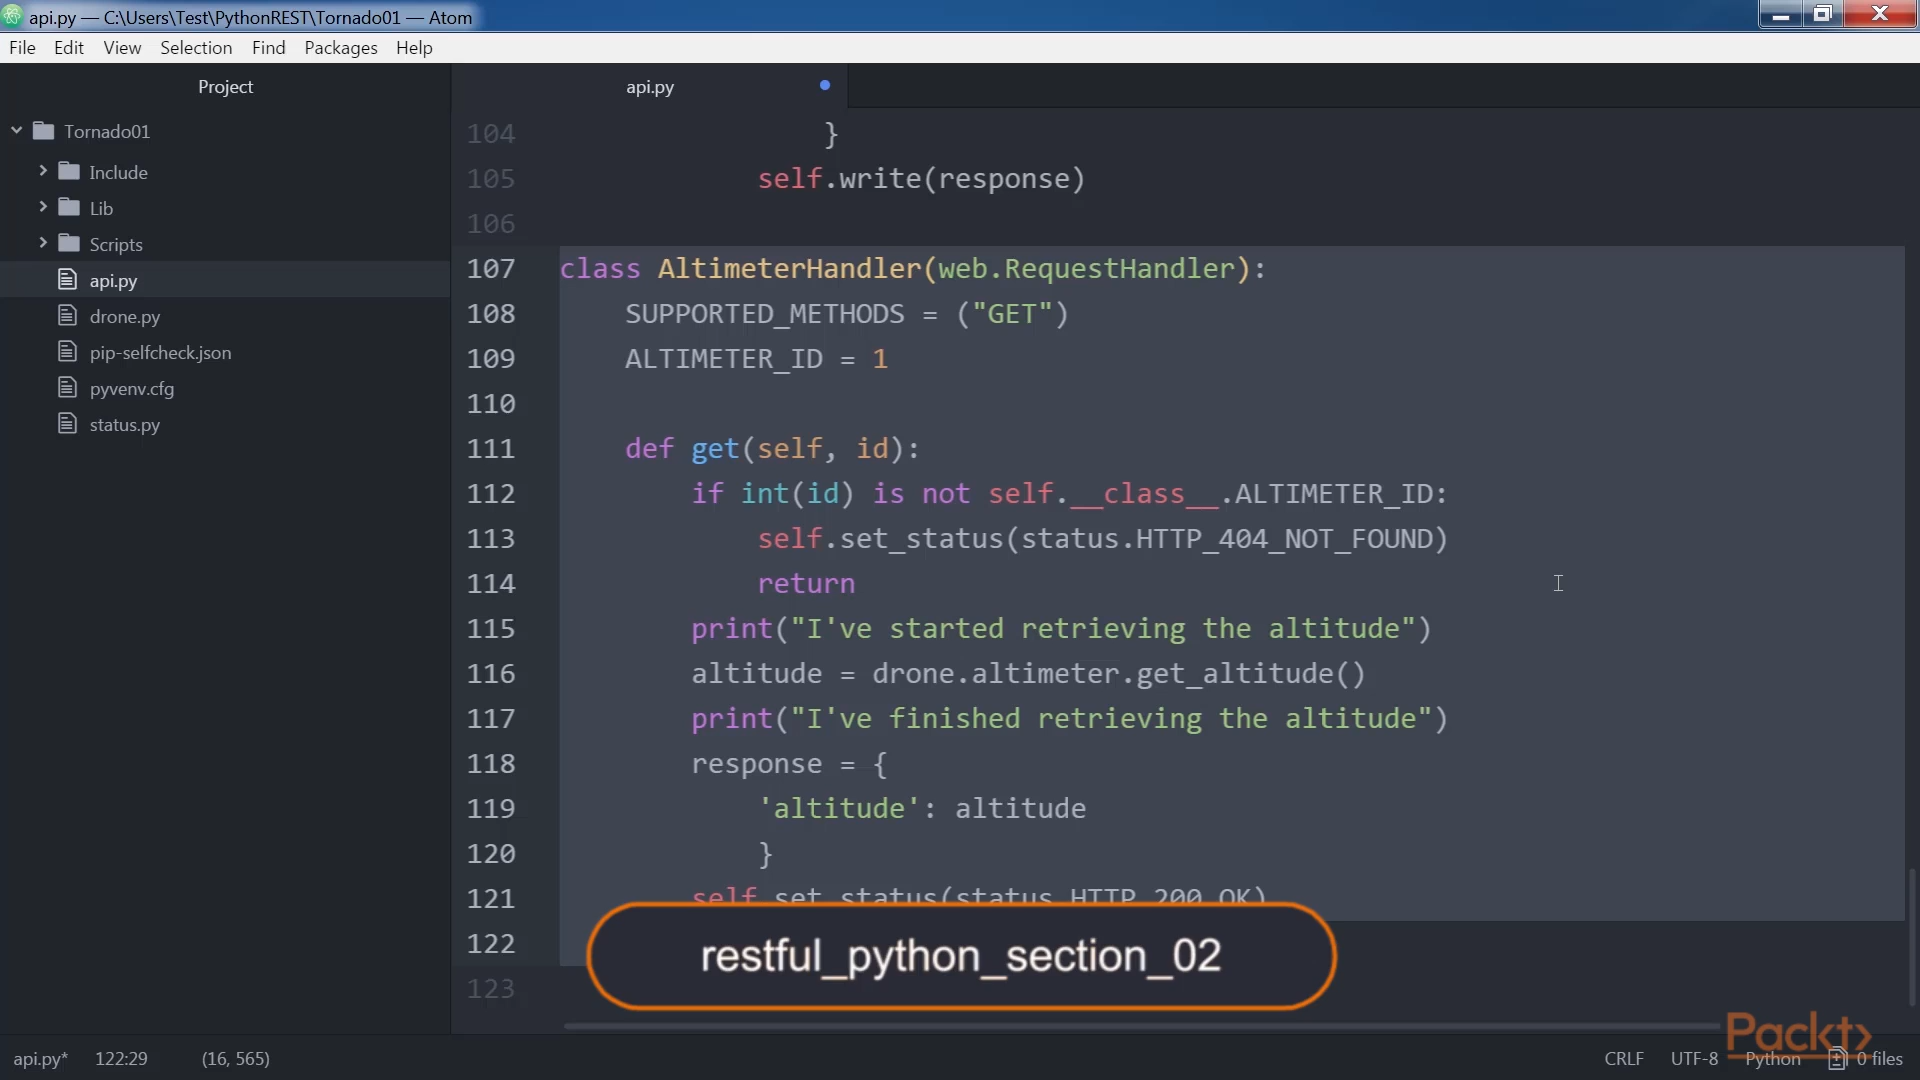 api.py — C:\Users\Test\PythonREST\Tornado01 — Atom
File Edit View Selection Find Packages Help
Project
Tornado01
Include
Lib
Scripts
api.py
drone.py
pip-selfcheck.json
pyvenv.cfg
status.py
api.py
104 }
105 self.write(response)
106
107 class AltimeterHandler(web.RequestHandler):
108 SUPPORTED_METHODS = ("GET")
109 ALTIMETER_ID = 1
110
111 def get(self, id):
112 if int(id) is not self.__class__.ALTIMETER_ID:
113 self.set_status(status.HTTP_404_NOT_FOUND)
114 return
115 print("I've started retrieving the altitude")
116 altitude = drone.altimeter.get_altitude()
117 print("I've finished retrieving the altitude")
118 response = {
119 'altitude': altitude
120 }
121 self.set_status(status.HTTP_200_OK)
122
restful_python_section_02
123
Packt>
api.py* 122:29 (16, 565) CRLF UTF-8 Python 0 files